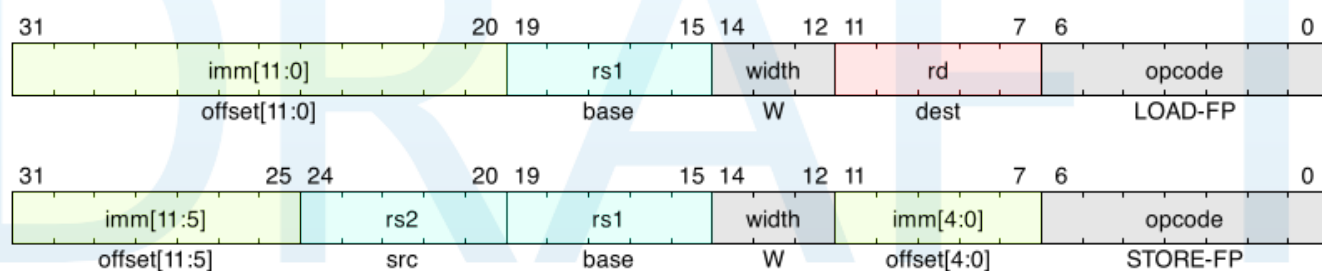 31 20 19 15 14 12 11 7 6 0
imm[11:0] rs1 width rd opcode
offset[11:0] base W dest LOAD-FP
31 25 24 20 19 15 14 12 11 7 6 0
imm[11:5] rs2 rs1 width imm[4:0] opcode
offset[11:5] src base W offset[4:0] STORE-FP
DRAFT